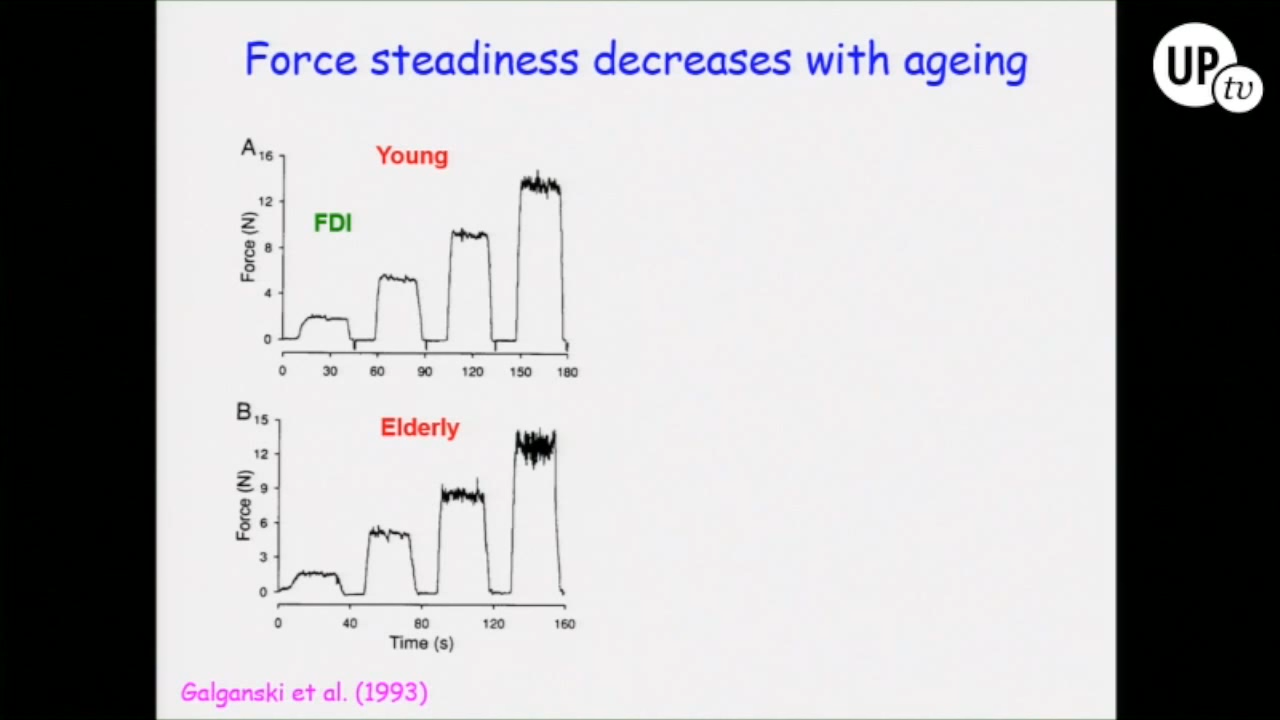 Force steadiness decreases with ageing
UP
tv
A
Young
FDI
Force (N)
16
12
8
4
0
0 30 60 90 120 150 180
B
Elderly
Force (N)
15
12
9
6
3
0
0 40 80 120 160
Time (s)
Galganski et al. (1993)